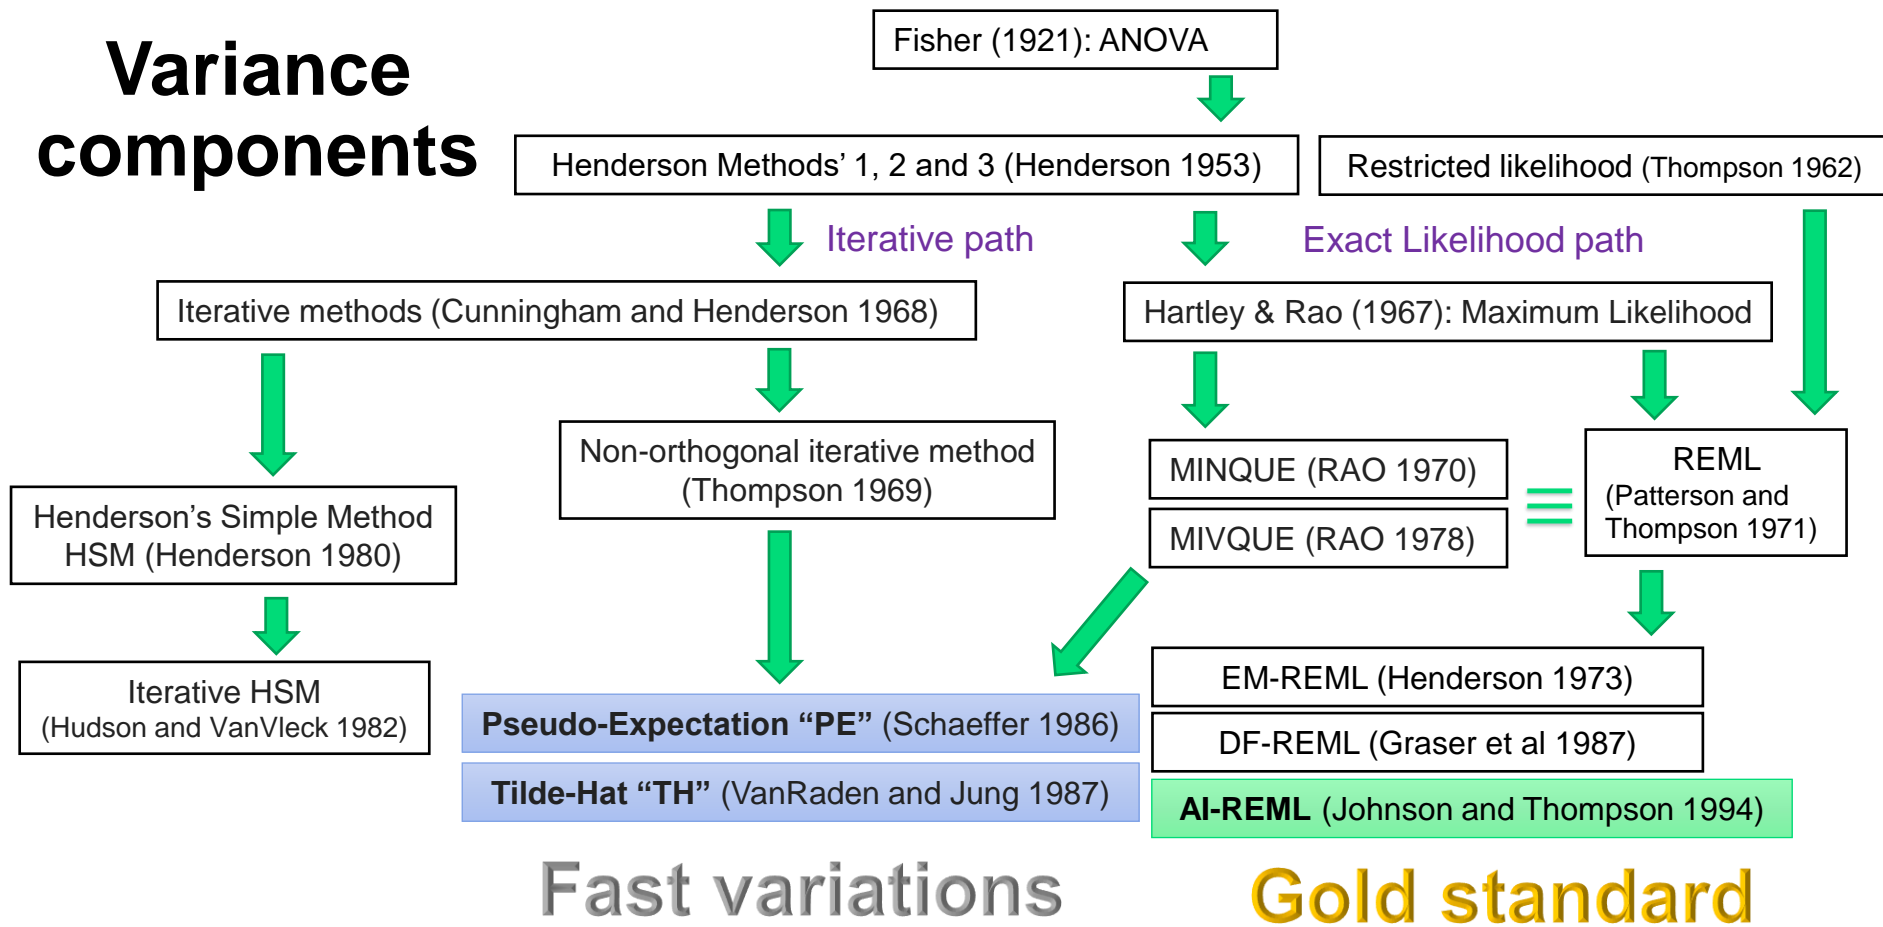 Variance
components
Fisher (1921): ANOVA
Henderson Methods’ 1, 2 and 3 (Henderson 1953)
Restricted likelihood (Thompson 1962)
Iterative path
Exact Likelihood path
Iterative methods (Cunningham and Henderson 1968)
Hartley & Rao (1967): Maximum Likelihood
Non-orthogonal iterative method
(Thompson 1969)
MINQUE (RAO 1970)
MIVQUE (RAO 1978)
REML
(Patterson and
Thompson 1971)
Henderson’s Simple Method
HSM (Henderson 1980)
Iterative HSM
(Hudson and VanVleck 1982)
Pseudo-Expectation “PE” (Schaeffer 1986)
Tilde-Hat “TH” (VanRaden and Jung 1987)
EM-REML (Henderson 1973)
DF-REML (Graser et al 1987)
AI-REML (Johnson and Thompson 1994)
Fast variations
Gold standard